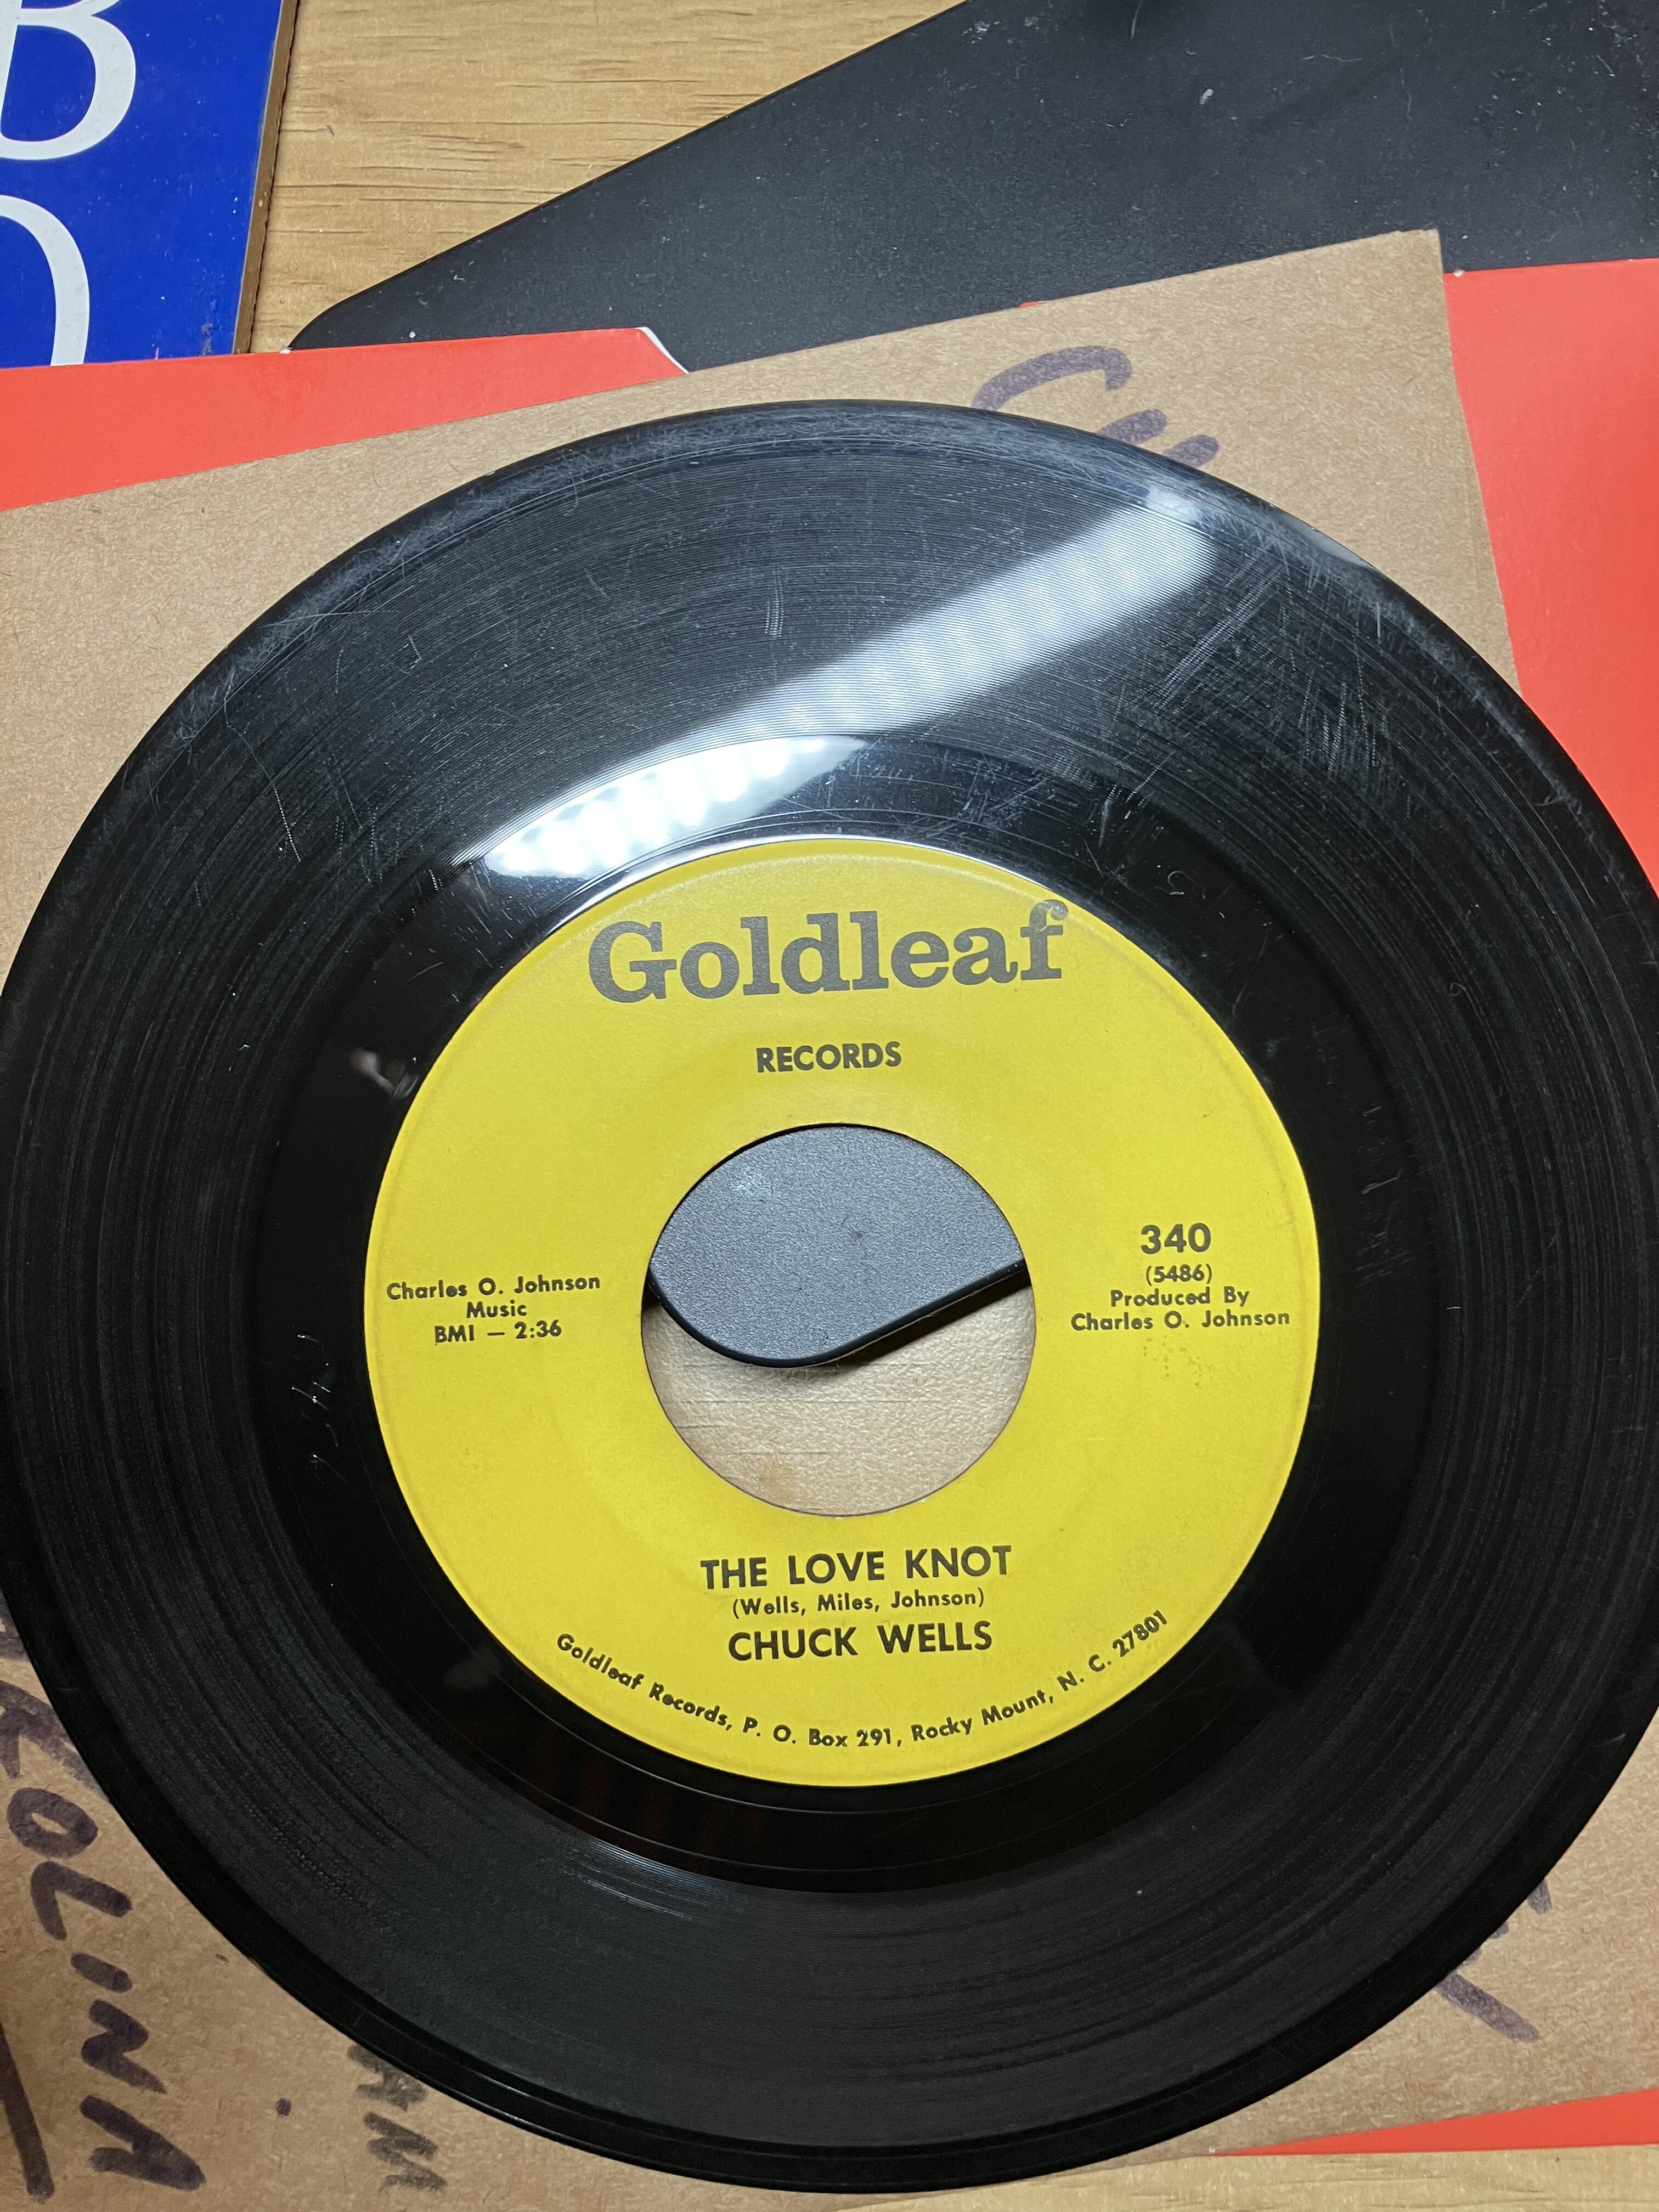 B
Goldleaf
RECORDS
Charles O. Johnson
Music
BMI — 2:36
340
(5486)
Produced By
Charles O. Johnson
THE LOVE KNOT
(Wells, Miles, Johnson)
CHUCK WELLS
Goldleaf Records, P. O. Box 291, Rocky Mount, N. C. 27801
ROLINA